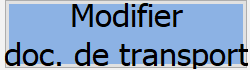 Modifier
doc. de transport